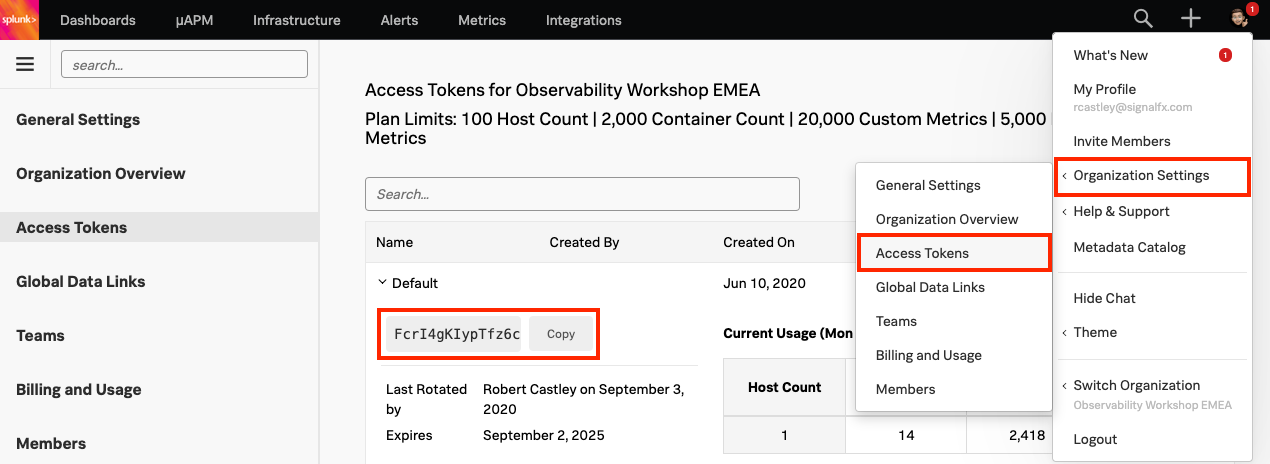 splunk>
Dashboards
µAPM
Infrastructure
Alerts
Metrics
Integrations
1
search...
General Settings
Organization Overview
Access Tokens
Global Data Links
Teams
Billing and Usage
Members
Access Tokens for Observability Workshop EMEA
Plan Limits: 100 Host Count | 2,000 Container Count | 20,000 Custom Metrics | 5,000
Metrics
Search...
Name
Created By
Created On
Default
Jun 10, 2020
FcrI4gKIypTfz6c
Copy
Last Rotated
by
Robert Castley on September 3,
2020
Expires
September 2, 2025
Current Usage (Mon
Host Count
1
14
2,418
General Settings
Organization Overview
Access Tokens
Global Data Links
Teams
Billing and Usage
Members
What's New
1
My Profile
rcastley@signalfx.com
Invite Members
Organization Settings
Help & Support
Metadata Catalog
Hide Chat
Theme
Switch Organization
Observability Workshop EMEA
Logout